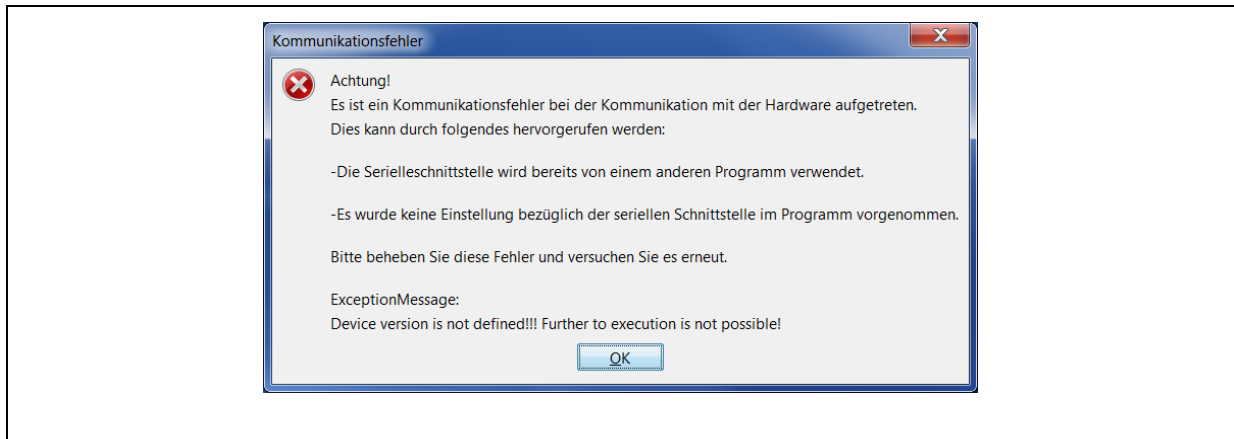 Kommunikationsfehler
Achtung!
Es ist ein Kommunikationsfehler bei der Kommunikation mit der Hardware aufgetreten.
Dies kann durch folgendes hervorgerufen werden:
-Die Serielleschnittstelle wird bereits von einem anderen Programm verwendet.
-Es wurde keine Einstellung bezüglich der seriellen Schnittstelle im Programm vorgenommen.
Bitte beheben Sie diese Fehler und versuchen Sie es erneut.
ExceptionMessage:
Device version is not defined!!! Further to execution is not possible!
OK